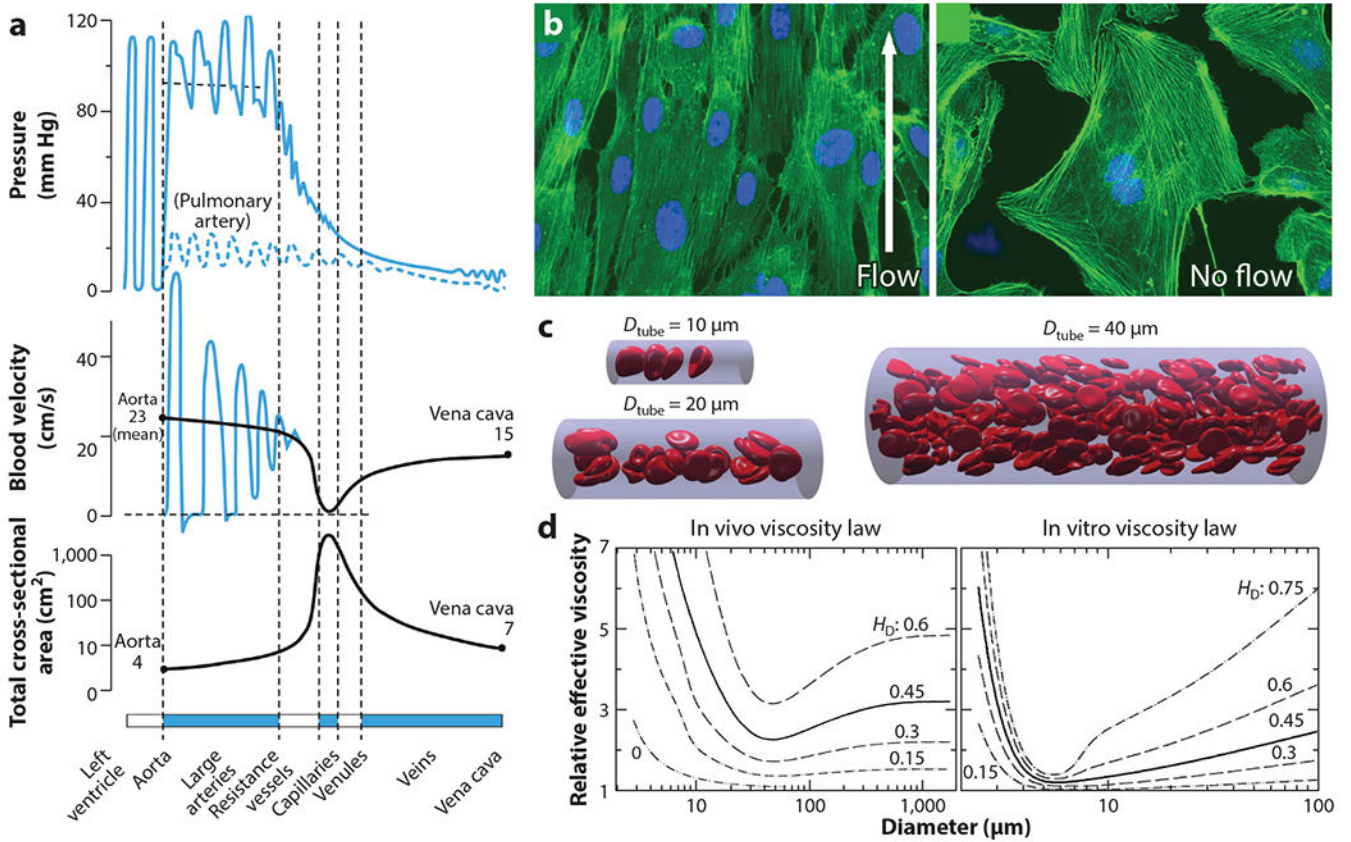 a
120
80
40
0
Pressure
(mm Hg)
(Pulmonary
artery)
40
20
0
Blood velocity
(cm/s)
Aorta
23
(mean)
Vena cava
15
1,000
100
10
0
Total cross-sectional
area (cm²)
Aorta
4
Vena cava
7
Left
ventricle
Aorta
Large
arteries
Resistance
vessels
Capillaries
Venules
Veins
Vena cava
b
Flow
No flow
c
D_tube = 10 μm
D_tube = 20 μm
D_tube = 40 μm
d
In vivo viscosity law
In vitro viscosity law
Relative effective viscosity
7
5
3
1
H_D: 0.6
0.45
0.3
0.15
0
10
100
1,000
H_D: 0.75
0.6
0.45
0.3
0.15
10
100
Diameter (μm)